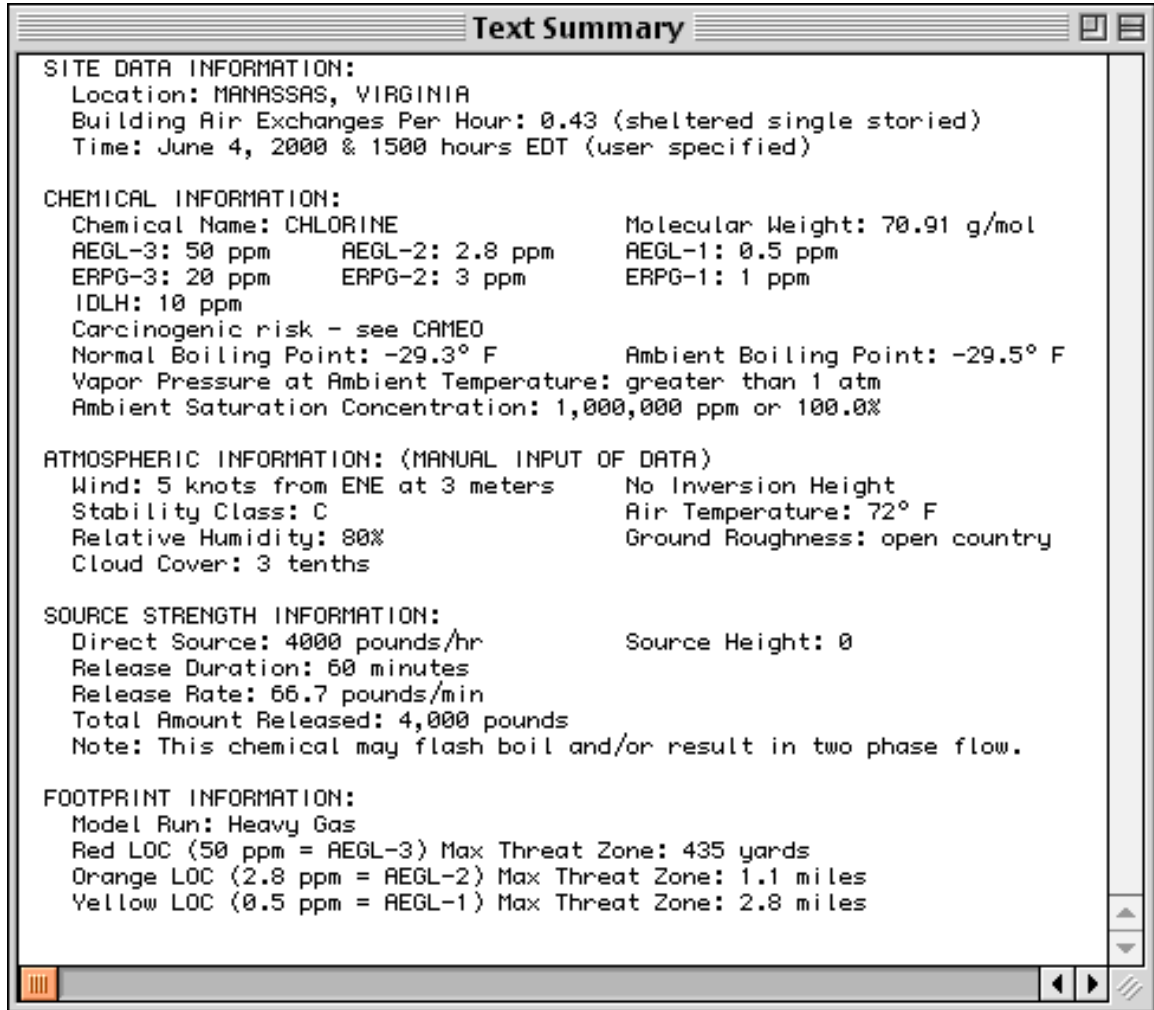 Text Summary
SITE DATA INFORMATION:
Location: MANASSAS, VIRGINIA
Building Air Exchanges Per Hour: 0.43 (sheltered single storied)
Time: June 4, 2000 & 1500 hours EDT (user specified)
CHEMICAL INFORMATION:
Chemical Name: CHLORINE Molecular Weight: 70.91 g/mol
AEGL-3: 50 ppm AEGL-2: 2.8 ppm AEGL-1: 0.5 ppm
ERPG-3: 20 ppm ERPG-2: 3 ppm ERPG-1: 1 ppm
IDLH: 10 ppm
Carcinogenic risk - see CAMEO
Normal Boiling Point: -29.3° F Ambient Boiling Point: -29.5° F
Vapor Pressure at Ambient Temperature: greater than 1 atm
Ambient Saturation Concentration: 1,000,000 ppm or 100.0%
ATMOSPHERIC INFORMATION: (MANUAL INPUT OF DATA)
Wind: 5 knots from ENE at 3 meters No Inversion Height
Stability Class: C Air Temperature: 72° F
Relative Humidity: 80% Ground Roughness: open country
Cloud Cover: 3 tenths
SOURCE STRENGTH INFORMATION:
Direct Source: 4000 pounds/hr Source Height: 0
Release Duration: 60 minutes
Release Rate: 66.7 pounds/min
Total Amount Released: 4,000 pounds
Note: This chemical may flash boil and/or result in two phase flow.
FOOTPRINT INFORMATION:
Model Run: Heavy Gas
Red LOC (50 ppm = AEGL-3) Max Threat Zone: 435 yards
Orange LOC (2.8 ppm = AEGL-2) Max Threat Zone: 1.1 miles
Yellow LOC (0.5 ppm = AEGL-1) Max Threat Zone: 2.8 miles